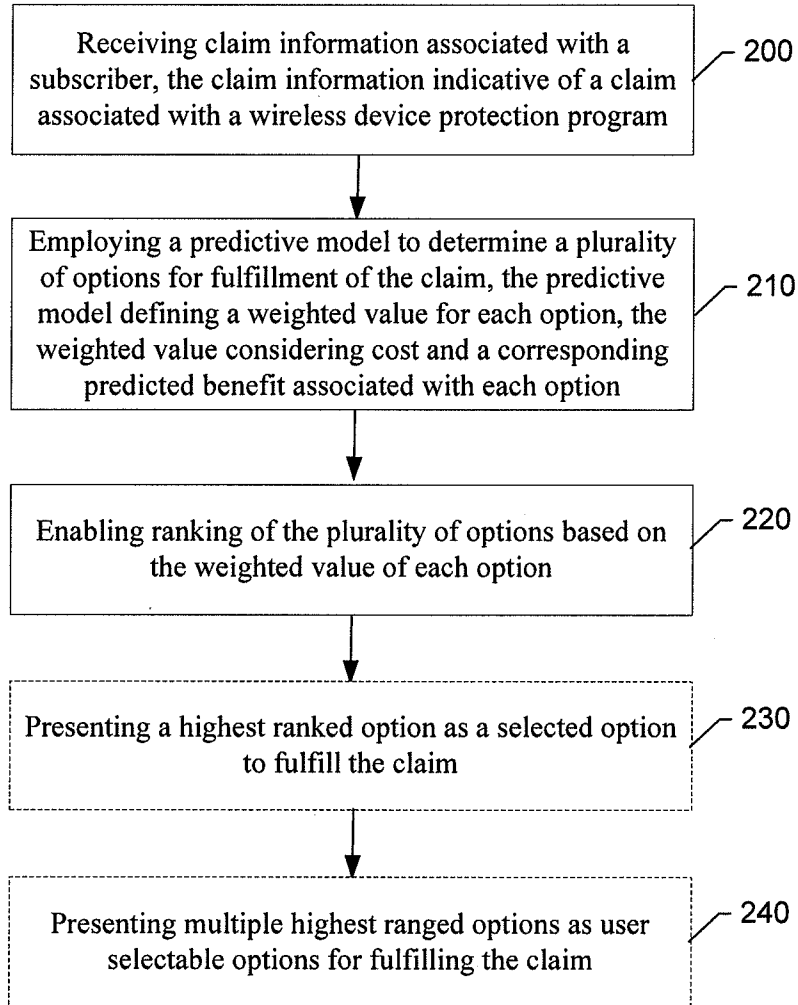 Receiving claim information associated with a
subscriber, the claim information indicative of a claim
associated with a wireless device protection program
200
Employing a predictive model to determine a plurality
of options for fulfillment of the claim, the predictive
model defining a weighted value for each option, the
weighted value considering cost and a corresponding
predicted benefit associated with each option
210
Enabling ranking of the plurality of options based on
the weighted value of each option
220
Presenting a highest ranked option as a selected option
to fulfill the claim
230
Presenting multiple highest ranged options as user
selectable options for fulfilling the claim
240